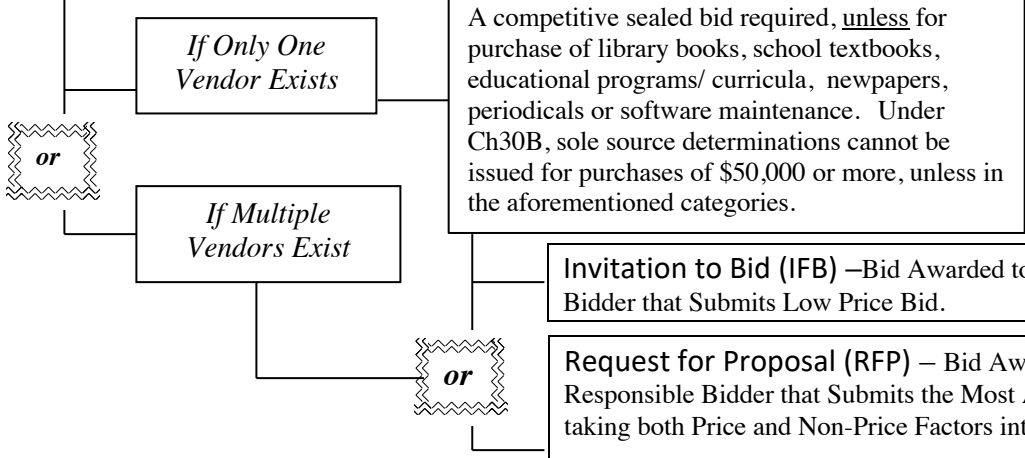 If Only One
Vendor Exists
A competitive sealed bid required, unless for
purchase of library books, school textbooks,
educational programs/ curricula,  newpapers,
periodicals or software maintenance.  Under
Ch30B, sole source determinations cannot be
issued for purchases of $50,000 or more, unless in
the aforementioned categories.
or
If Multiple
Vendors Exist
Invitation to Bid (IFB) –Bid Awarded to
Bidder that Submits Low Price Bid.
or
Request for Proposal (RFP) – Bid Aw
Responsible Bidder that Submits the Most
taking both Price and Non-Price Factors int